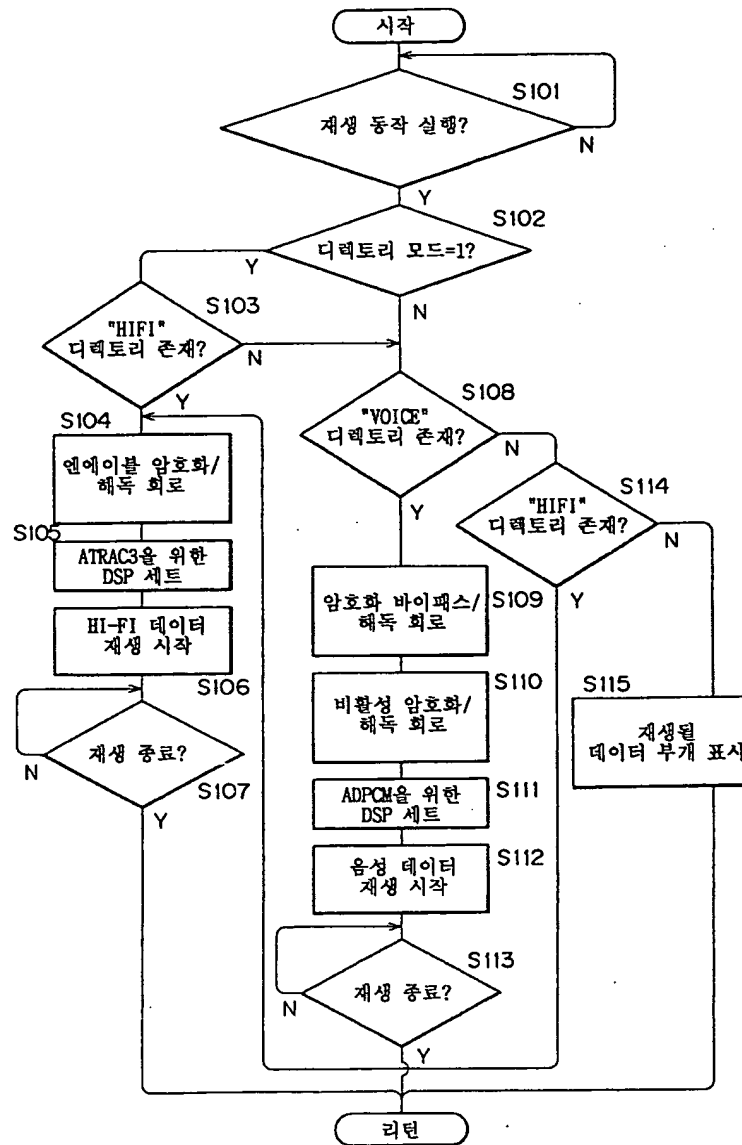 시작
S101
재생 동작 실행?
N
Y
S102
디렉토리 모드=1?
Y
N
S103
"HIFI"
디렉토리 존재?
N
Y
S104
엔에이블 암호화/
해독 회로
S105
ATRAC3을 위한
DSP 세트
HI-FI 데이터
재생 시작
S106
재생 종료?
N
S107
Y
S108
"VOICE"
디렉토리 존재?
N
Y
S114
"HIFI"
디렉토리 존재?
N
Y
암호화 바이패스/
해독 회로
S109
S110
비활성 암호화/
해독 회로
ADPCM을 위한
DSP 세트
S111
S112
음성 데이터
재생 시작
S113
재생 종료?
N
Y
S115
재생될
데이터 부개 표시
리턴